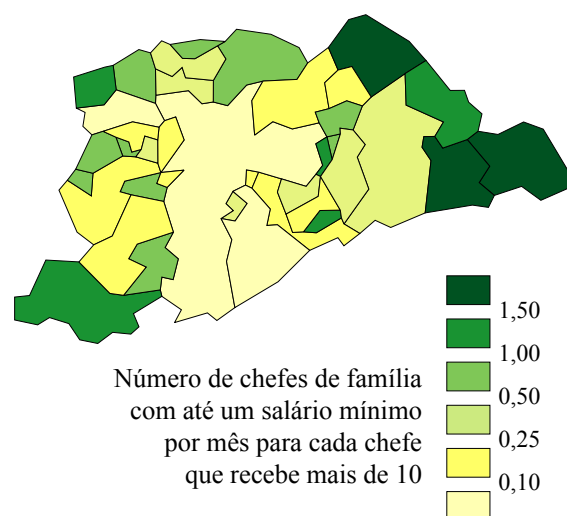 1,50
1,00
0,50
0,25
0,10
Número de chefes de família
com até um salário mínimo
por mês para cada chefe
que recebe mais de 10